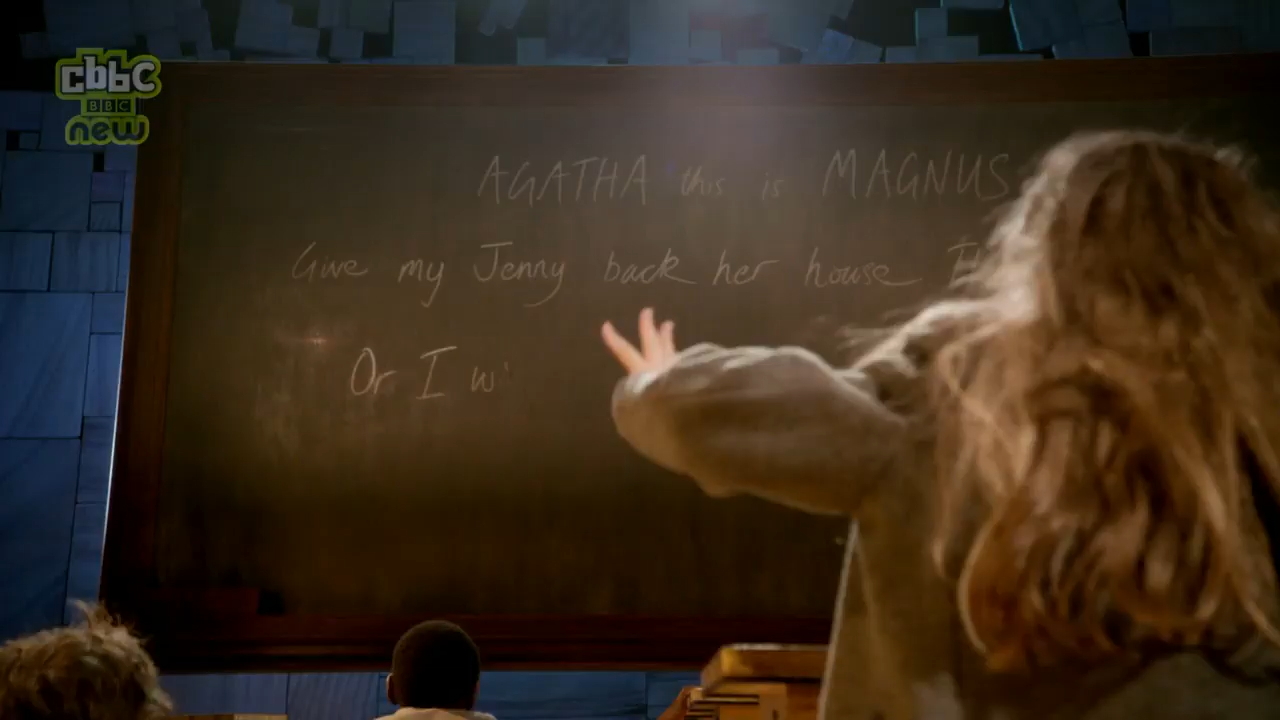 cbbc
BBC
new
AGATHA this is MAGNUS
Give my Jenny back her house
Or I w